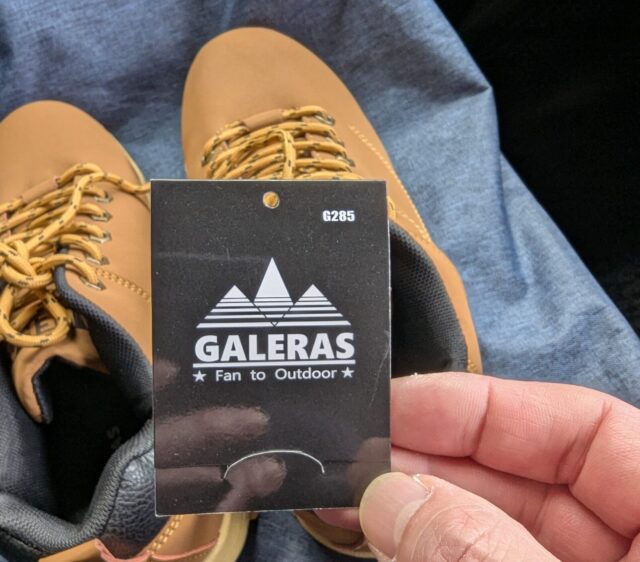 G285
GALERAS
★ Fan to Outdoor ★